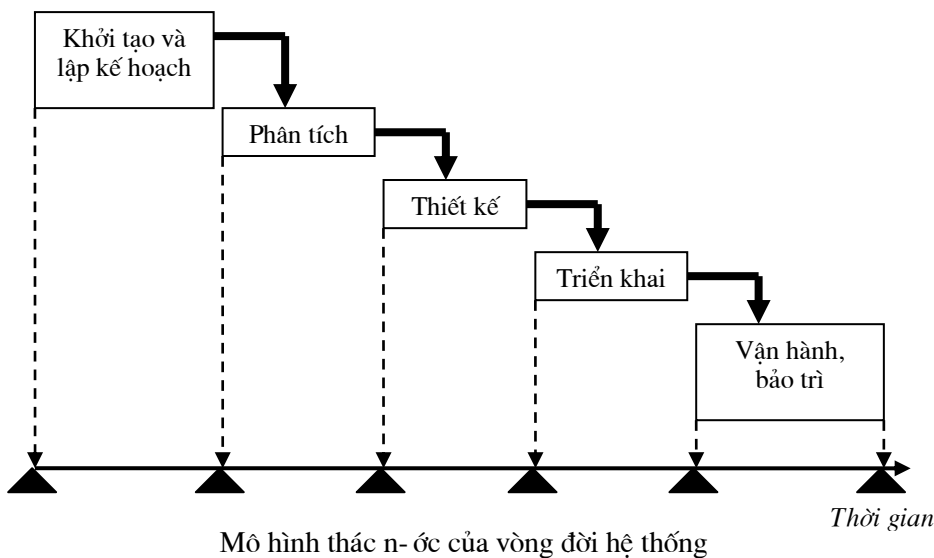 Khởi tạo và
lập kế hoạch
Phân tích
Thiết kế
Triển khai
Vận hành,
bảo trì
Thời gian
Mô hình thác n- ớc của vòng đời hệ thống